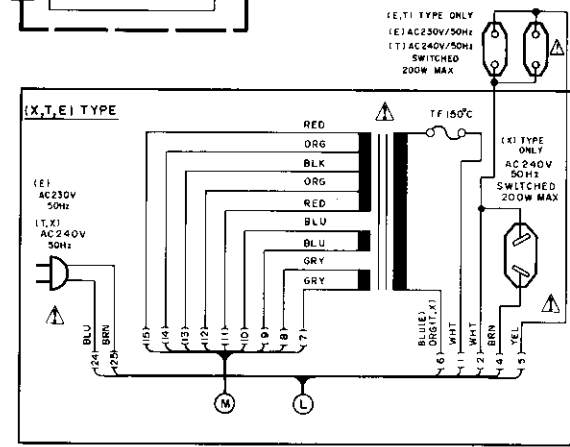 (E,T) TYPE ONLY
(E) AC230V/50Hz
(T) AC240V/50Hz
SWITCHED
200W MAX
(X,T,E) TYPE
TF 150°C
(X) TYPE
ONLY
AC 240V
50Hz
SWITCHED
200W MAX
RED
ORG
BLK
ORG
RED
BLU
BLU
GRY
GRY
(E)
AC230V
50Hz
(T,X)
AC240V
50Hz
BLU
BRN
24
25
15
14
13
12
11
10
9
8
7
BLU(E)
ORG(T,X)
WHT
WHT
BRN
YEL
6
1
2
4
5
M
L